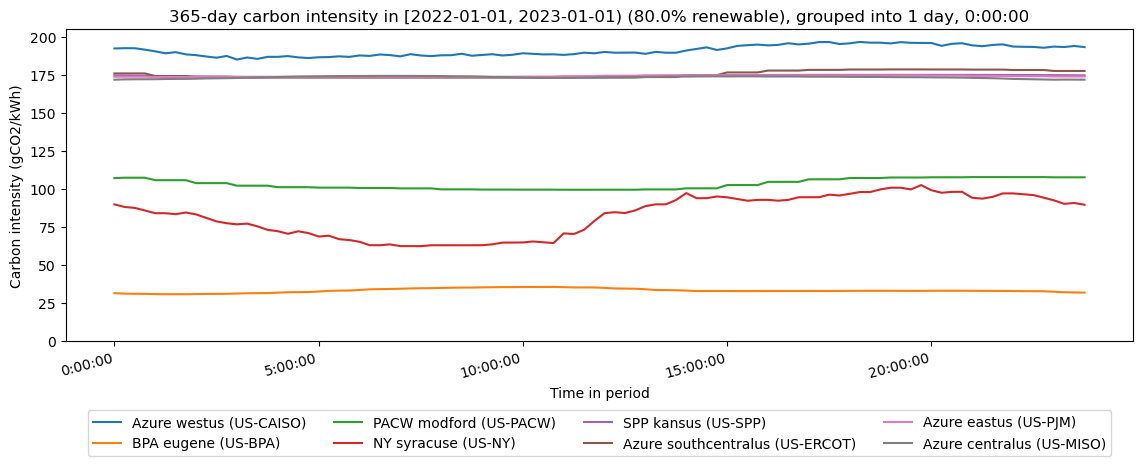 365-day carbon intensity in [2022-01-01, 2023-01-01) (80.0% renewable), grouped into 1 day, 0:00:00
Carbon intensity (gCO2/kWh)
200
175
150
125
100
75
50
25
0
0:00:00 5:00:00 10:00:00 15:00:00 20:00:00
Time in period
Azure westus (US-CAISO) PACW modford (US-PACW) SPP kansus (US-SPP) Azure eastus (US-PJM)
BPA eugene (US-BPA) NY syracuse (US-NY) Azure southcentralus (US-ERCOT) Azure centralus (US-MISO)